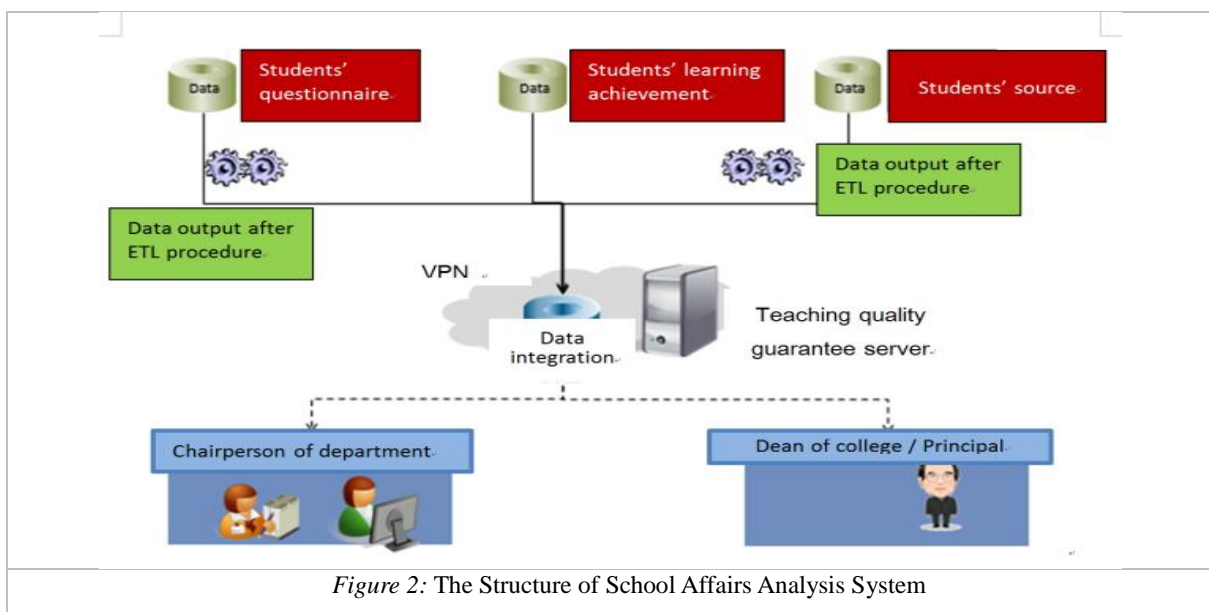 Data
Students'
questionnaire
Data
Students' learning
achievement
Data
Students' source
Data output after
ETL procedure
Data output after
ETL procedure
VPN
Data
integration
Teaching quality
guarantee server
Chairperson of department
Dean of college / Principal
Figure 2: The Structure of School Affairs Analysis System